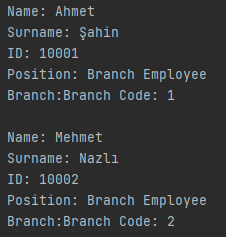 Name: Ahmet
Surname: Şahin
ID: 10001
Position: Branch Employee
Branch:Branch Code: 1

Name: Mehmet
Surname: Nazlı
ID: 10002
Position: Branch Employee
Branch:Branch Code: 2